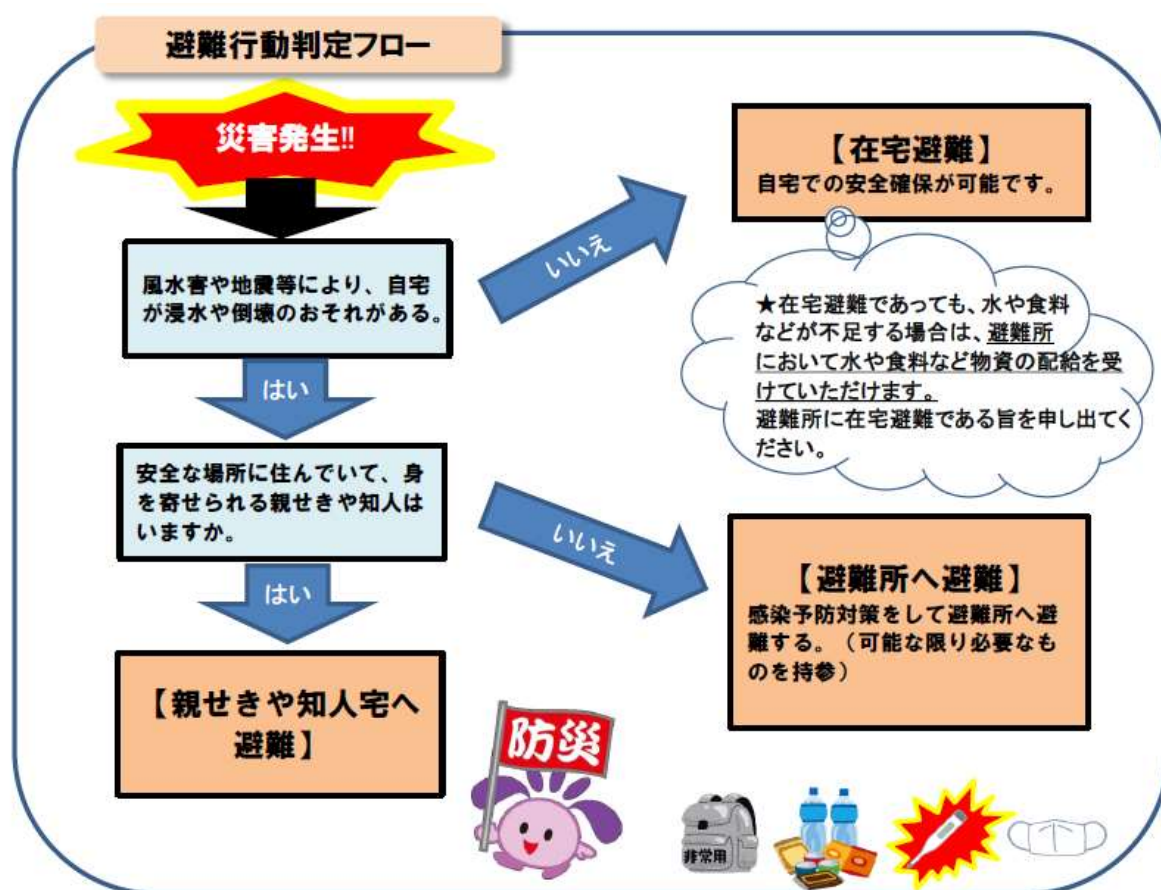 避難行動判定フロー
災害発生!!
風水害や地震等により、自宅
が浸水や倒壊のおそれがある。
いいえ
【在宅避難】
自宅での安全確保が可能です。
★在宅避難であっても、水や食料
などが不足する場合は、避難所
において水や食料など物資の配給を受
けていただけます。
避難所に在宅避難である旨を申し出てく
ださい。
はい
安全な場所に住んでいて、身
を寄せられる親せきや知人は
いますか。
いいえ
【避難所へ避難】
感染予防対策をして避難所へ避
難する。（可能な限り必要なも
のを持参）
はい
【親せきや知人宅へ
避難】
防災
非常用